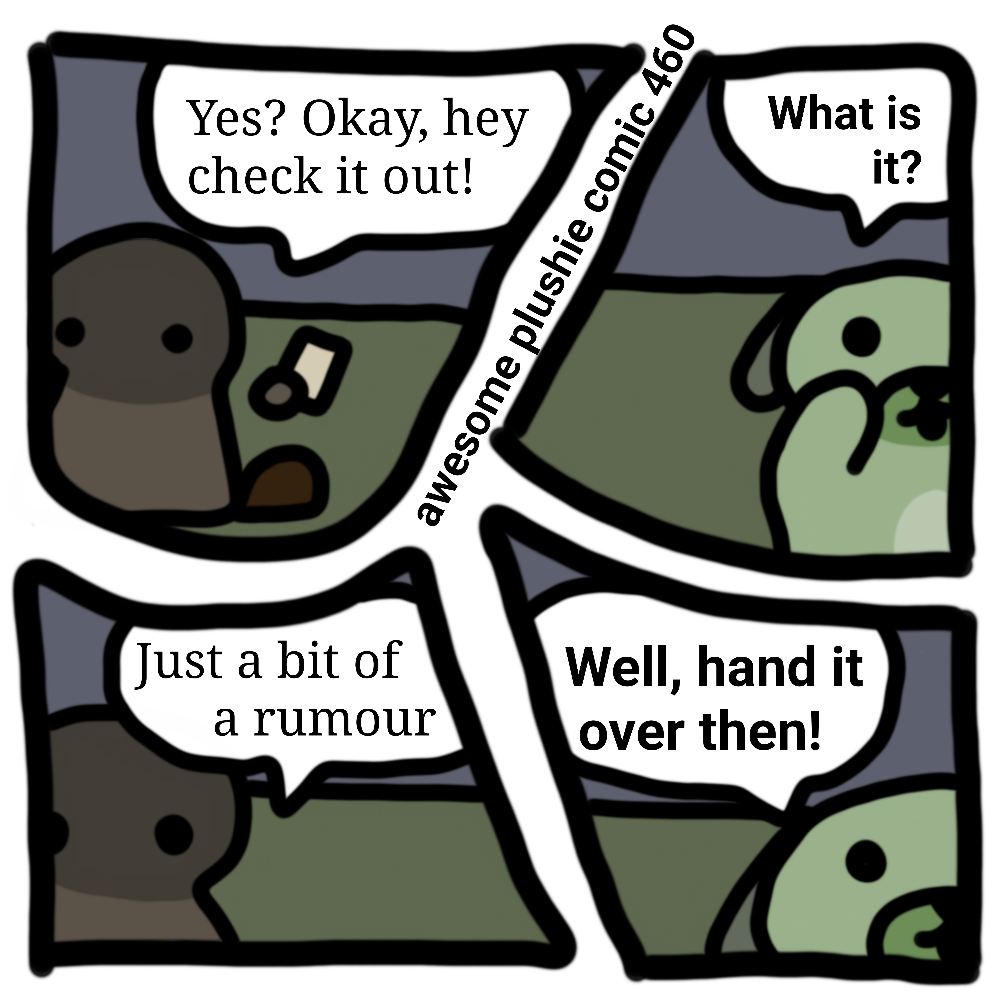 Yes? Okay, hey
check it out!
awesome plushie comic 460
What is
it?
Just a bit of
a rumour
Well, hand it
over then!